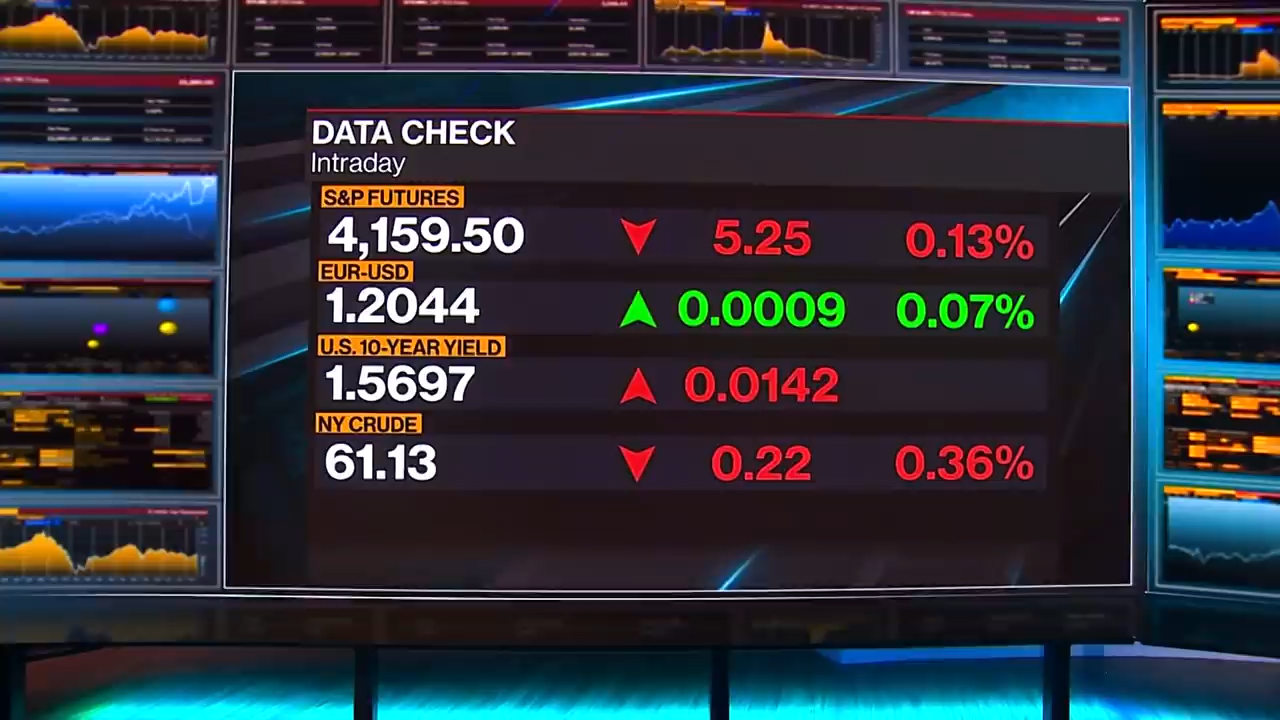 DATA CHECK
Intraday
S&P FUTURES
4,159.50 5.25 0.13%
EUR-USD
1.2044 0.0009 0.07%
U.S. 10-YEAR YIELD
1.5697 0.0142
NY CRUDE
61.13 0.22 0.36%